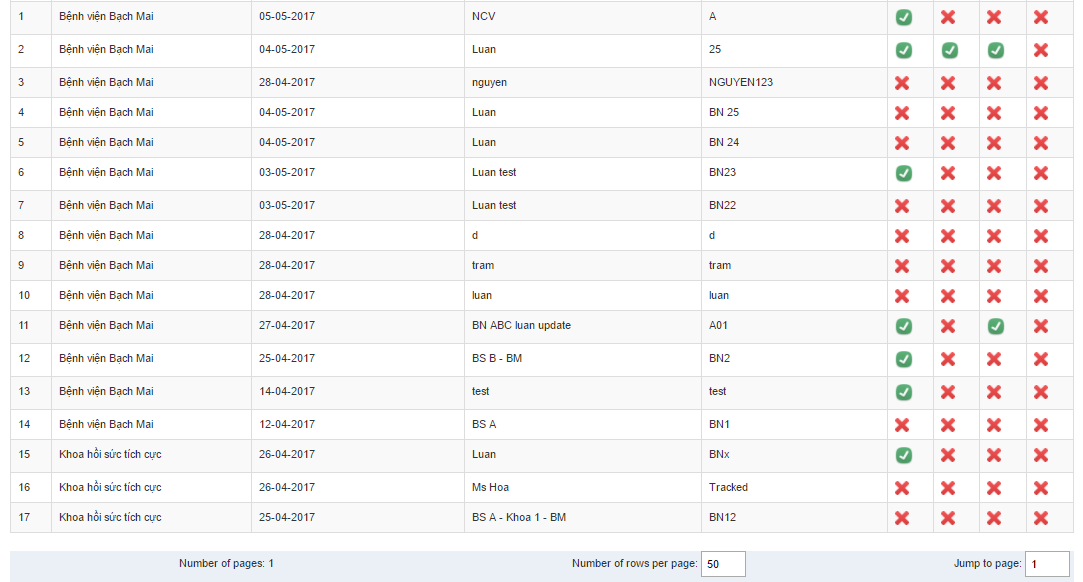 1 Bệnh viện Bạch Mai 05-05-2017 NCV A
2 Bệnh viện Bạch Mai 04-05-2017 Luan 25
3 Bệnh viện Bạch Mai 28-04-2017 nguyen NGUYEN123
4 Bệnh viện Bạch Mai 04-05-2017 Luan BN 25
5 Bệnh viện Bạch Mai 04-05-2017 Luan BN 24
6 Bệnh viện Bạch Mai 03-05-2017 Luan test BN23
7 Bệnh viện Bạch Mai 03-05-2017 Luan test BN22
8 Bệnh viện Bạch Mai 28-04-2017 d d
9 Bệnh viện Bạch Mai 28-04-2017 tram tram
10 Bệnh viện Bạch Mai 28-04-2017 luan luan
11 Bệnh viện Bạch Mai 27-04-2017 BN ABC luan update A01
12 Bệnh viện Bạch Mai 25-04-2017 BS B - BM BN2
13 Bệnh viện Bạch Mai 14-04-2017 test test
14 Bệnh viện Bạch Mai 12-04-2017 BS A BN1
15 Khoa hồi sức tích cực 26-04-2017 Luan BNx
16 Khoa hồi sức tích cực 26-04-2017 Ms Hoa Tracked
17 Khoa hồi sức tích cực 25-04-2017 BS A - Khoa 1 - BM BN12
Number of pages: 1 Number of rows per page: 50 Jump to page: 1